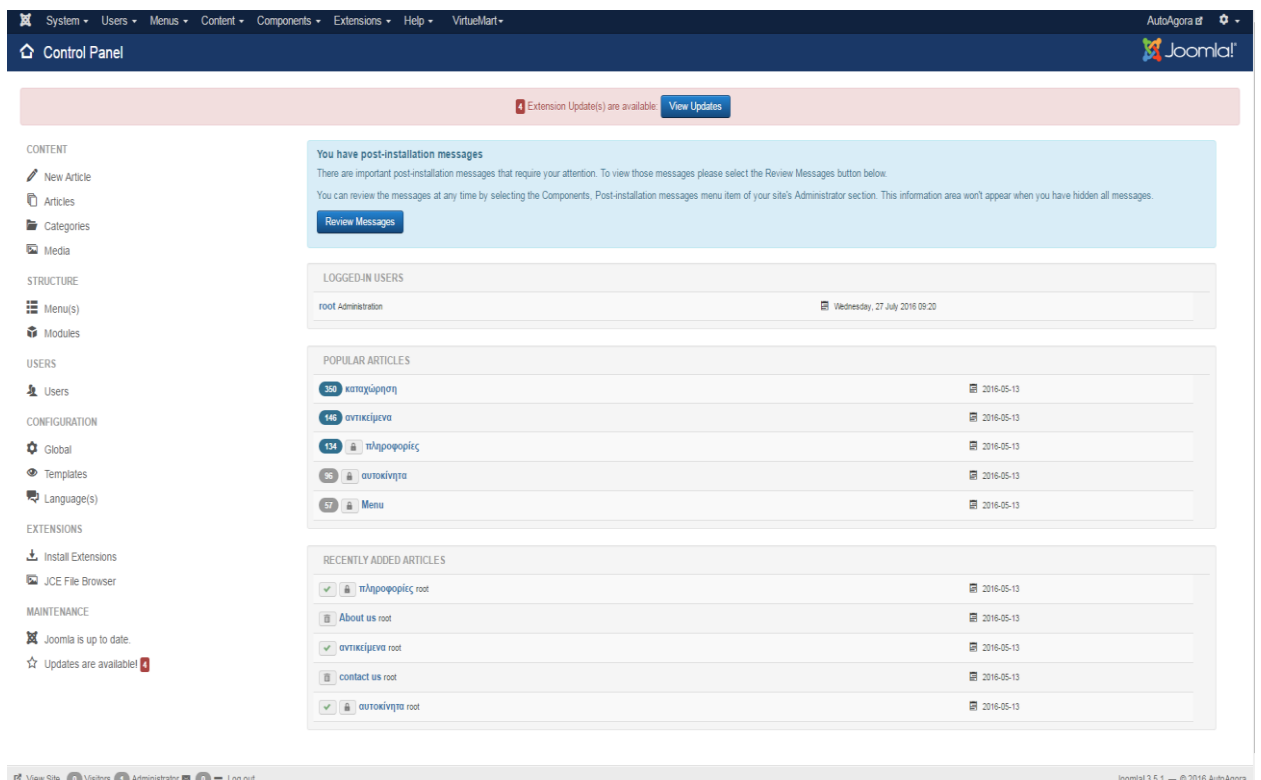 System Users Menus Content Components Extensions Help VirtueMart AutoAgora
Control Panel Joomla!
4 Extension Update(s) are available: View Updates
CONTENT
New Article
Articles
Categories
Media
STRUCTURE
Menu(s)
Modules
USERS
Users
CONFIGURATION
Global
Templates
Language(s)
EXTENSIONS
Install Extensions
JCE File Browser
MAINTENANCE
Joomla is up to date.
Updates are available! 4
You have post-installation messages
There are important post-installation messages that require your attention. To view those messages please select the Review Messages button below.
You can review the messages at any time by selecting the Components, Post-installation messages menu item of your site's Administrator section. This information area won't appear when you have hidden all messages.
Review Messages
LOGGED-IN USERS
root Administration Wednesday, 27 July 2016 09:20
POPULAR ARTICLES
350 καταχώρηση 2016-05-13
146 αντικείμενα 2016-05-13
134 πληροφορίες 2016-05-13
96 αυτοκίνητα 2016-05-13
57 Menu 2016-05-13
RECENTLY ADDED ARTICLES
πληροφορίες root 2016-05-13
About us root 2016-05-13
αντικείμενα root 2016-05-13
contact us root 2016-05-13
αυτοκίνητα root 2016-05-13
View Site 0 Visitors 1 Administrator 0 Log out Joomla! 3.5.1 — © 2016 AutoAgora